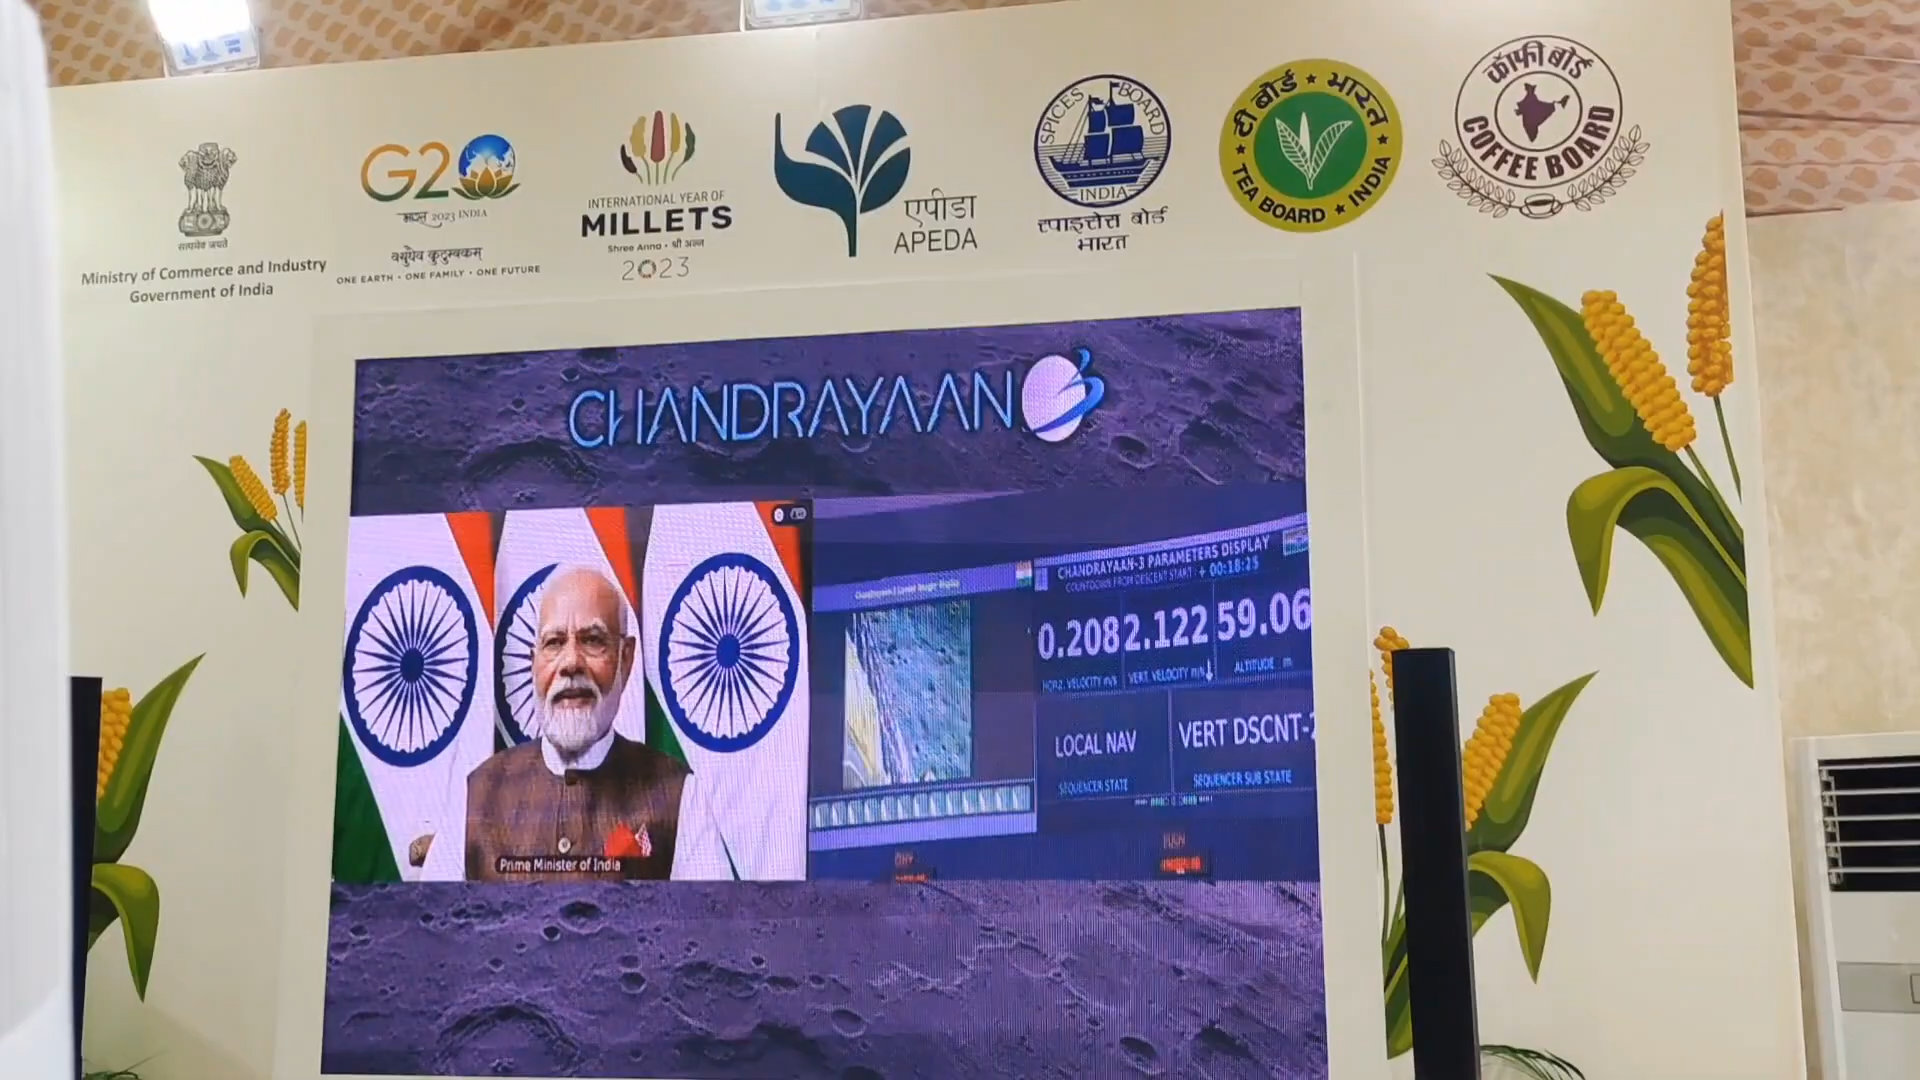 सत्यमेव जयते
Ministry of Commerce and Industry
Government of India
G20
भारत 2023 INDIA
वसुधैव कुटुम्बकम्
ONE EARTH • ONE FAMILY • ONE FUTURE
INTERNATIONAL YEAR OF
MILLETS
Shree Anna • श्री अन्न
2023
एपीडा
APEDA
SPICES BOARD
INDIA
स्पाइसेस बोर्ड
भारत
टी बोर्ड ★ भारत
TEA BOARD ★ INDIA
कॉफी बोर्ड
COFFEE BOARD
CHANDRAYAAN 3
Prime Minister of India
CHANDRAYAAN-3 PARAMETERS DISPLAY
COUNTDOWN FROM DESCENT START : + 00:18:25
0.208 2.122 59.06
HORZ. VELOCITY m/s VERT. VELOCITY m/s ALTITUDE m
LOCAL NAV VERT DSCNT-2
SEQUENCER STATE SEQUENCER SUB STATE